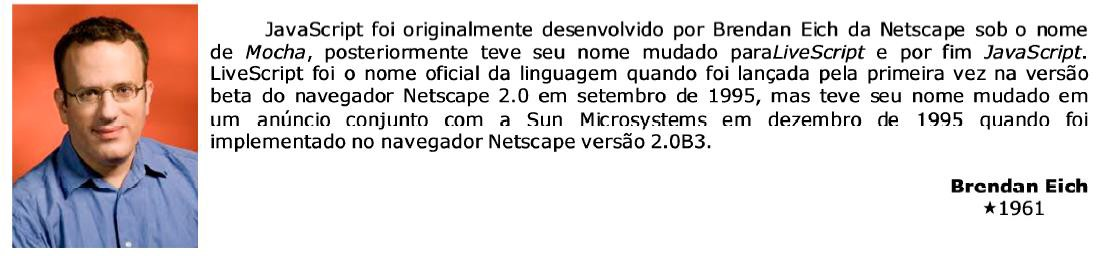 JavaScript foi originalmente desenvolvido por Brendan Eich da Netscape sob o nome
de Mocha, posteriormente teve seu nome mudado paraLiveScript e por fim JavaScript.
LiveScript foi o nome oficial da linguagem quando foi lançada pela primeira vez na versão
beta do navegador Netscape 2.0 em setembro de 1995, mas teve seu nome mudado em
um anúncio conjunto com a Sun Microsystems em dezembro de 1995 quando foi
implementado no navegador Netscape versão 2.0B3.
Brendan Eich
★1961